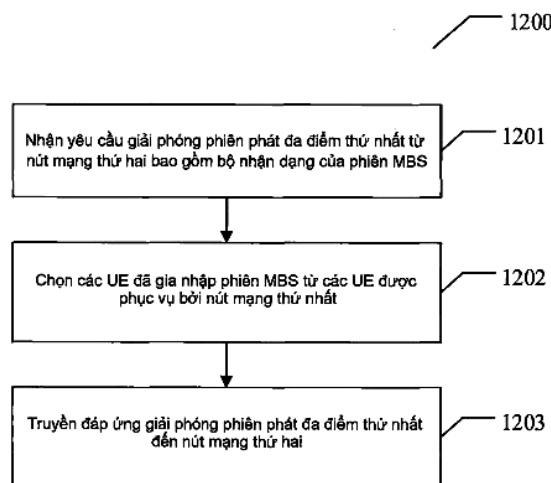 1200
Nhận yêu cầu giải phóng phiên phát đa điểm thứ nhất từ
nút mạng thứ hai bao gồm bộ nhận dạng của phiên MBS
1201
Chọn các UE đã gia nhập phiên MBS từ các UE được
phục vụ bởi nút mạng thứ nhất
1202
Truyền đáp ứng giải phóng phiên phát đa điểm thứ nhất
đến nút mạng thứ hai
1203